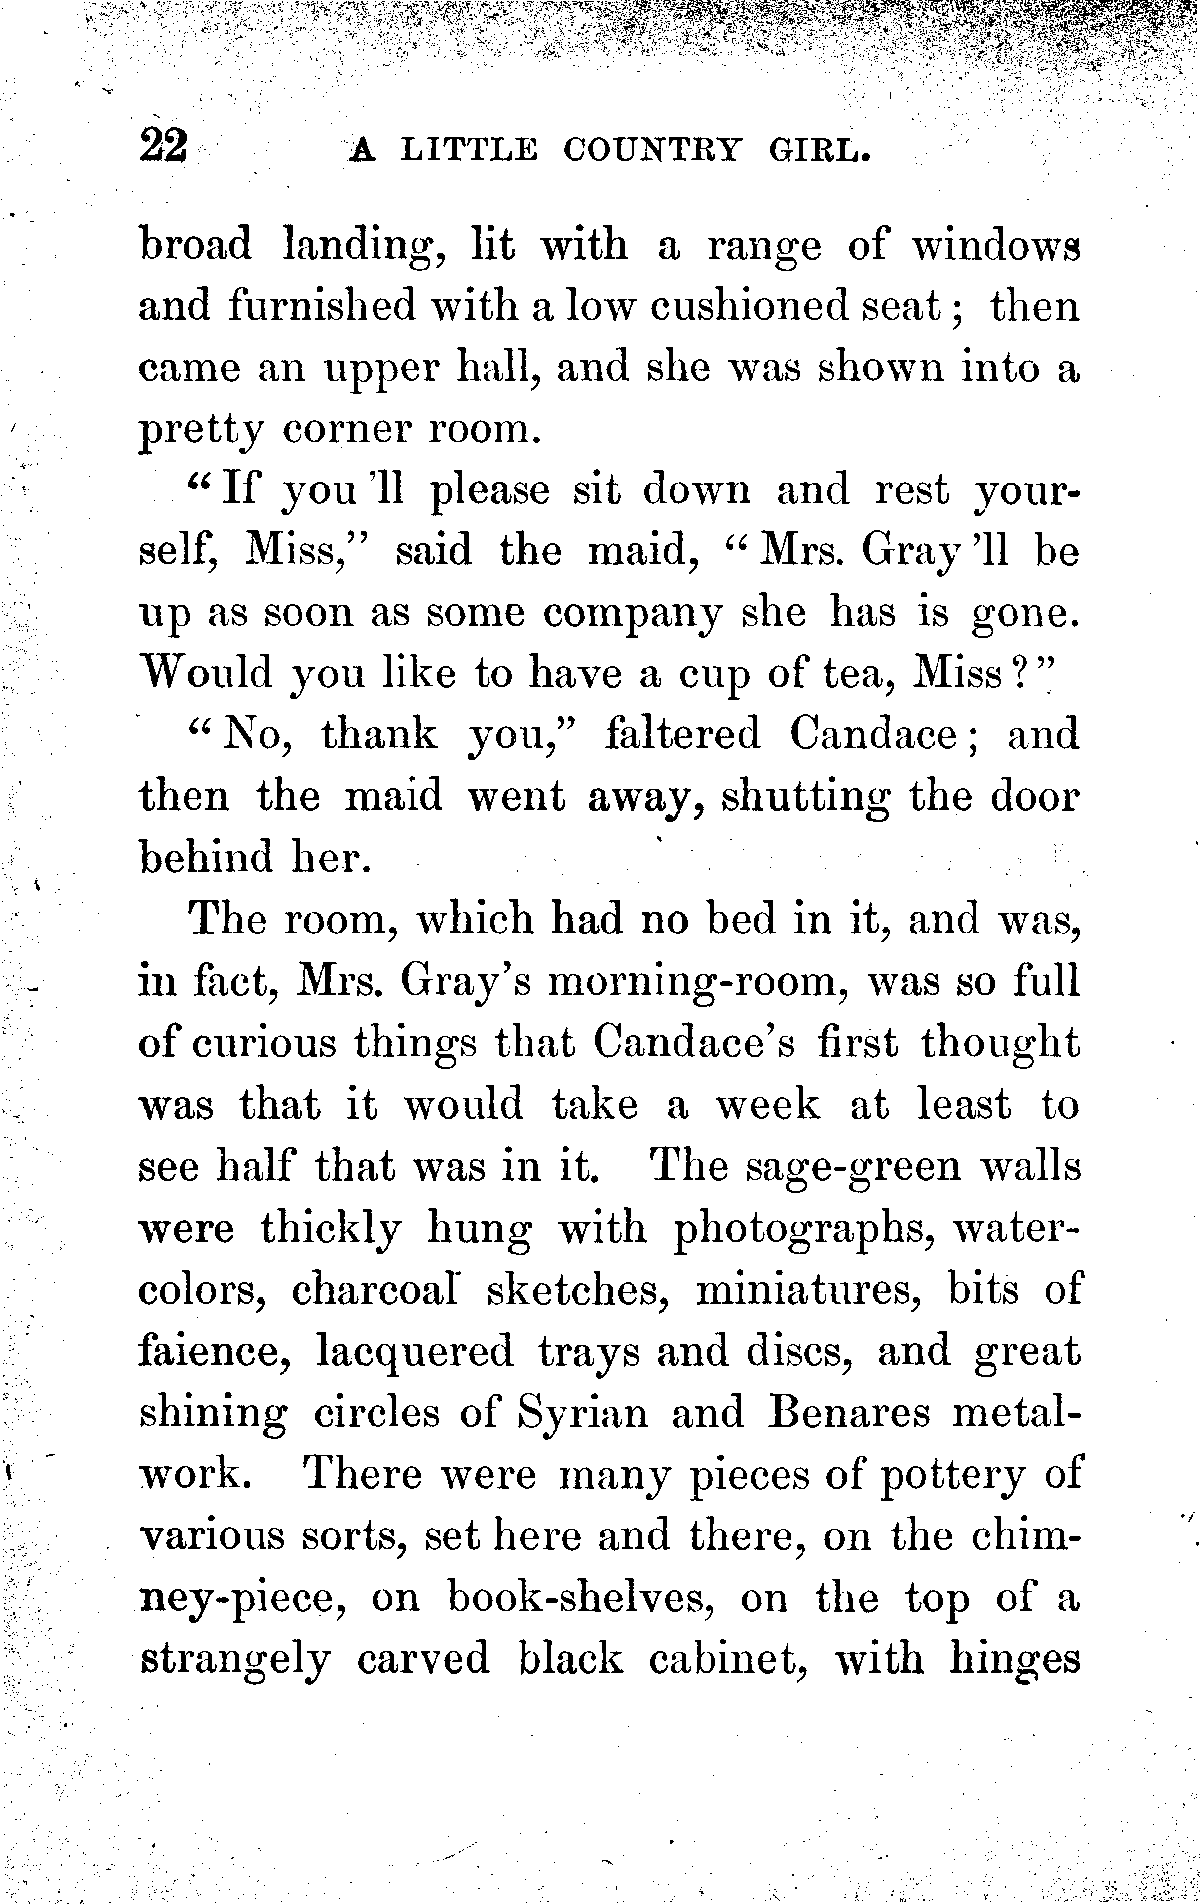 22 A LITTLE COUNTRY GIRL.
broad landing, lit with a range of windows
and furnished with a low cushioned seat; then
came an upper hall, and she was shown into a
pretty corner room.
“If you'll please sit down and rest your-
self, Miss,” said the maid, “Mrs. Gray'll be
up as soon as some company she has is gone.
Would you like to have a cup of tea, Miss?”
“No, thank you,” faltered Candace; and
then the maid went away, shutting the door
behind her.
The room, which had no bed in it, and was,
in fact, Mrs. Gray's morning-room, was so full
of curious things that Candace's first thought
was that it would take a week at least to
see half that was in it. The sage-green walls
were thickly hung with photographs, water-
colors, charcoal sketches, miniatures, bits of
faience, lacquered trays and discs, and great
shining circles of Syrian and Benares metal-
work. There were many pieces of pottery of
various sorts, set here and there, on the chim-
ney-piece, on book-shelves, on the top of a
strangely carved black cabinet, with hinges